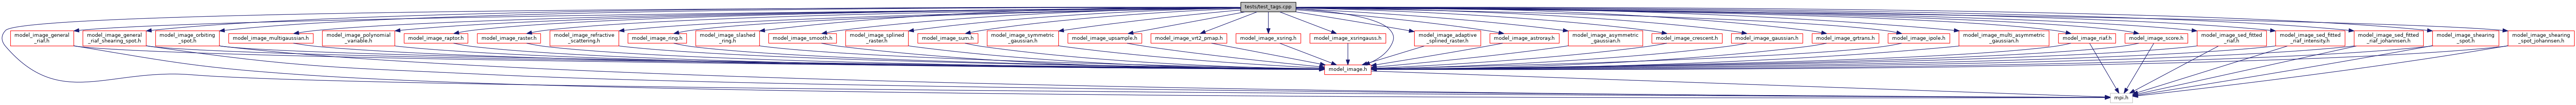 tests/test_tags.cpp
model_image_general
_riaf.h
model_image_general
_riaf_shearing_spot.h
model_image_orbiting
_spot.h
model_image_multigaussian.h
model_image_polynomial
_variable.h
model_image_raptor.h
model_image_raster.h
model_image_refractive
_scattering.h
model_image_ring.h
model_image_slashed
_ring.h
model_image_smooth.h
model_image_splined
_raster.h
model_image_sum.h
model_image_symmetric
_gaussian.h
model_image_upsample.h
model_image_vrt2_pmap.h
model_image_xsring.h
model_image_xsringauss.h
model_image_adaptive
_splined_raster.h
model_image_astroray.h
model_image_asymmetric
_gaussian.h
model_image_crescent.h
model_image_gaussian.h
model_image_grtrans.h
model_image_ipole.h
model_image_multi_asymmetric
_gaussian.h
model_image_riaf.h
model_image_score.h
model_image_sed_fitted
_riaf.h
model_image_sed_fitted
_riaf_intensity.h
model_image_sed_fitted
_riaf_johannsen.h
model_image_shearing
_spot.h
model_image_shearing
_spot_johannsen.h
model_image.h
mpi.h